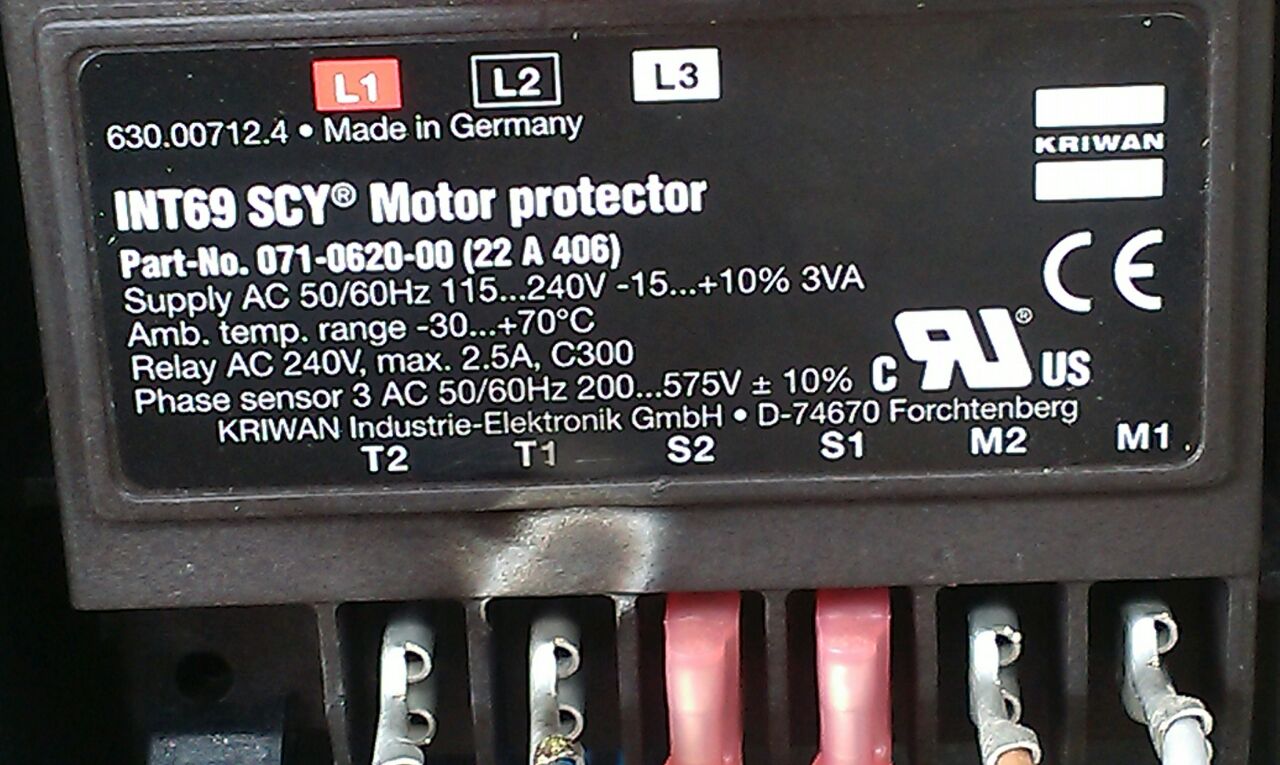 L1 L2 L3
630.00712.4 • Made in Germany
KRIWAN
INT69 SCY® Motor protector
Part-No. 071-0620-00 (22 A 406)
Supply AC 50/60Hz 115...240V -15...+10% 3VA
CE
Amb. temp. range -30...+70°C
Relay AC 240V, max. 2.5A, C300
Phase sensor 3 AC 50/60Hz 200...575V ± 10%
C RU® US
KRIWAN Industrie-Elektronik GmbH • D-74670 Forchtenberg
T2 T1 S2 S1 M2 M1